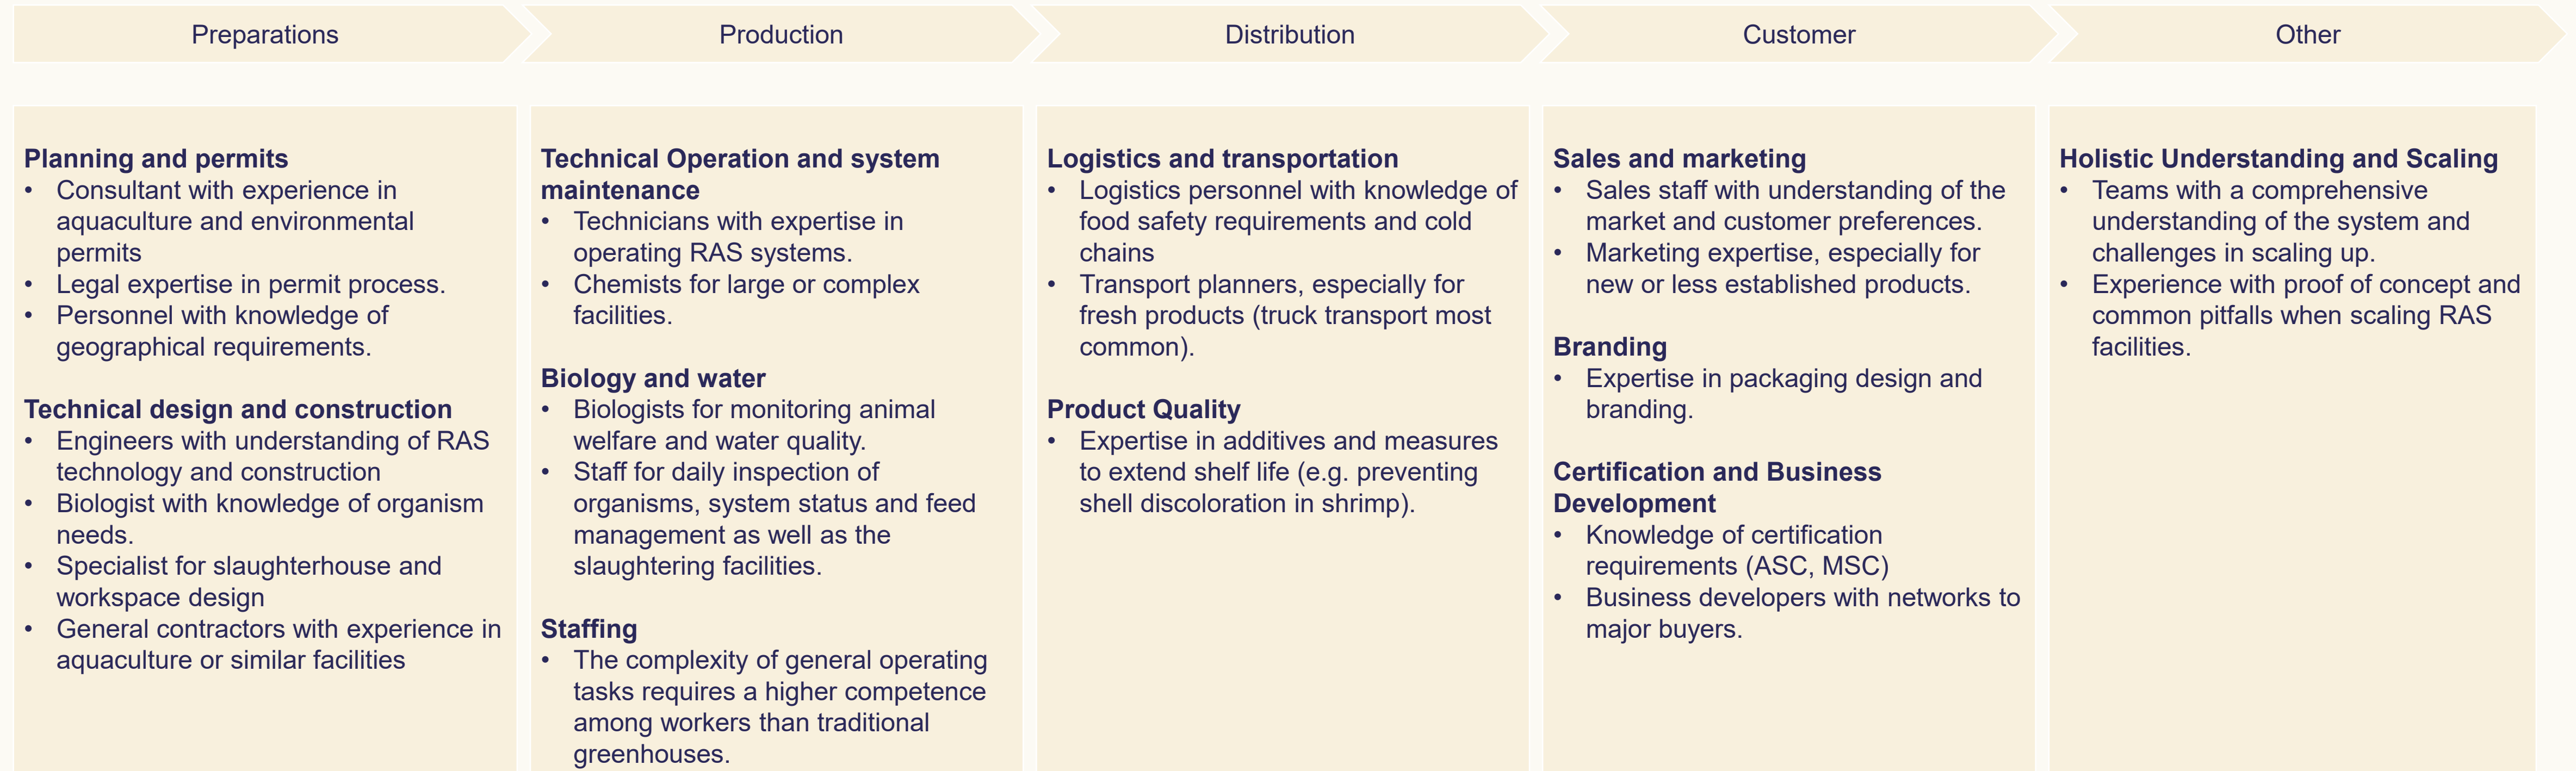 Preparations
Production
Distribution
Customer
Other
Planning and permits
• Consultant with experience in
aquaculture and environmental
permits
• Legal expertise in permit process.
• Personnel with knowledge of
geographical requirements.
Technical design and construction
• Engineers with understanding of RAS
technology and construction
• Biologist with knowledge of organism
needs.
• Specialist for slaughterhouse and
workspace design
• General contractors with experience in
aquaculture or similar facilities
Technical Operation and system
maintenance
• Technicians with expertise in
operating RAS systems.
• Chemists for large or complex
facilities.
Biology and water
• Biologists for monitoring animal
welfare and water quality.
• Staff for daily inspection of
organisms, system status and feed
management as well as the
slaughtering facilities.
Staffing
• The complexity of general operating
tasks requires a higher competence
among workers than traditional
greenhouses.
Logistics and transportation
• Logistics personnel with knowledge of
food safety requirements and cold
chains
• Transport planners, especially for
fresh products (truck transport most
common).
Product Quality
• Expertise in additives and measures
to extend shelf life (e.g. preventing
shell discoloration in shrimp).
Sales and marketing
• Sales staff with understanding of the
market and customer preferences.
• Marketing expertise, especially for
new or less established products.
Branding
• Expertise in packaging design and
branding.
Certification and Business
Development
• Knowledge of certification
requirements (ASC, MSC)
• Business developers with networks to
major buyers.
Holistic Understanding and Scaling
• Teams with a comprehensive
understanding of the system and
challenges in scaling up.
• Experience with proof of concept and
common pitfalls when scaling RAS
facilities.